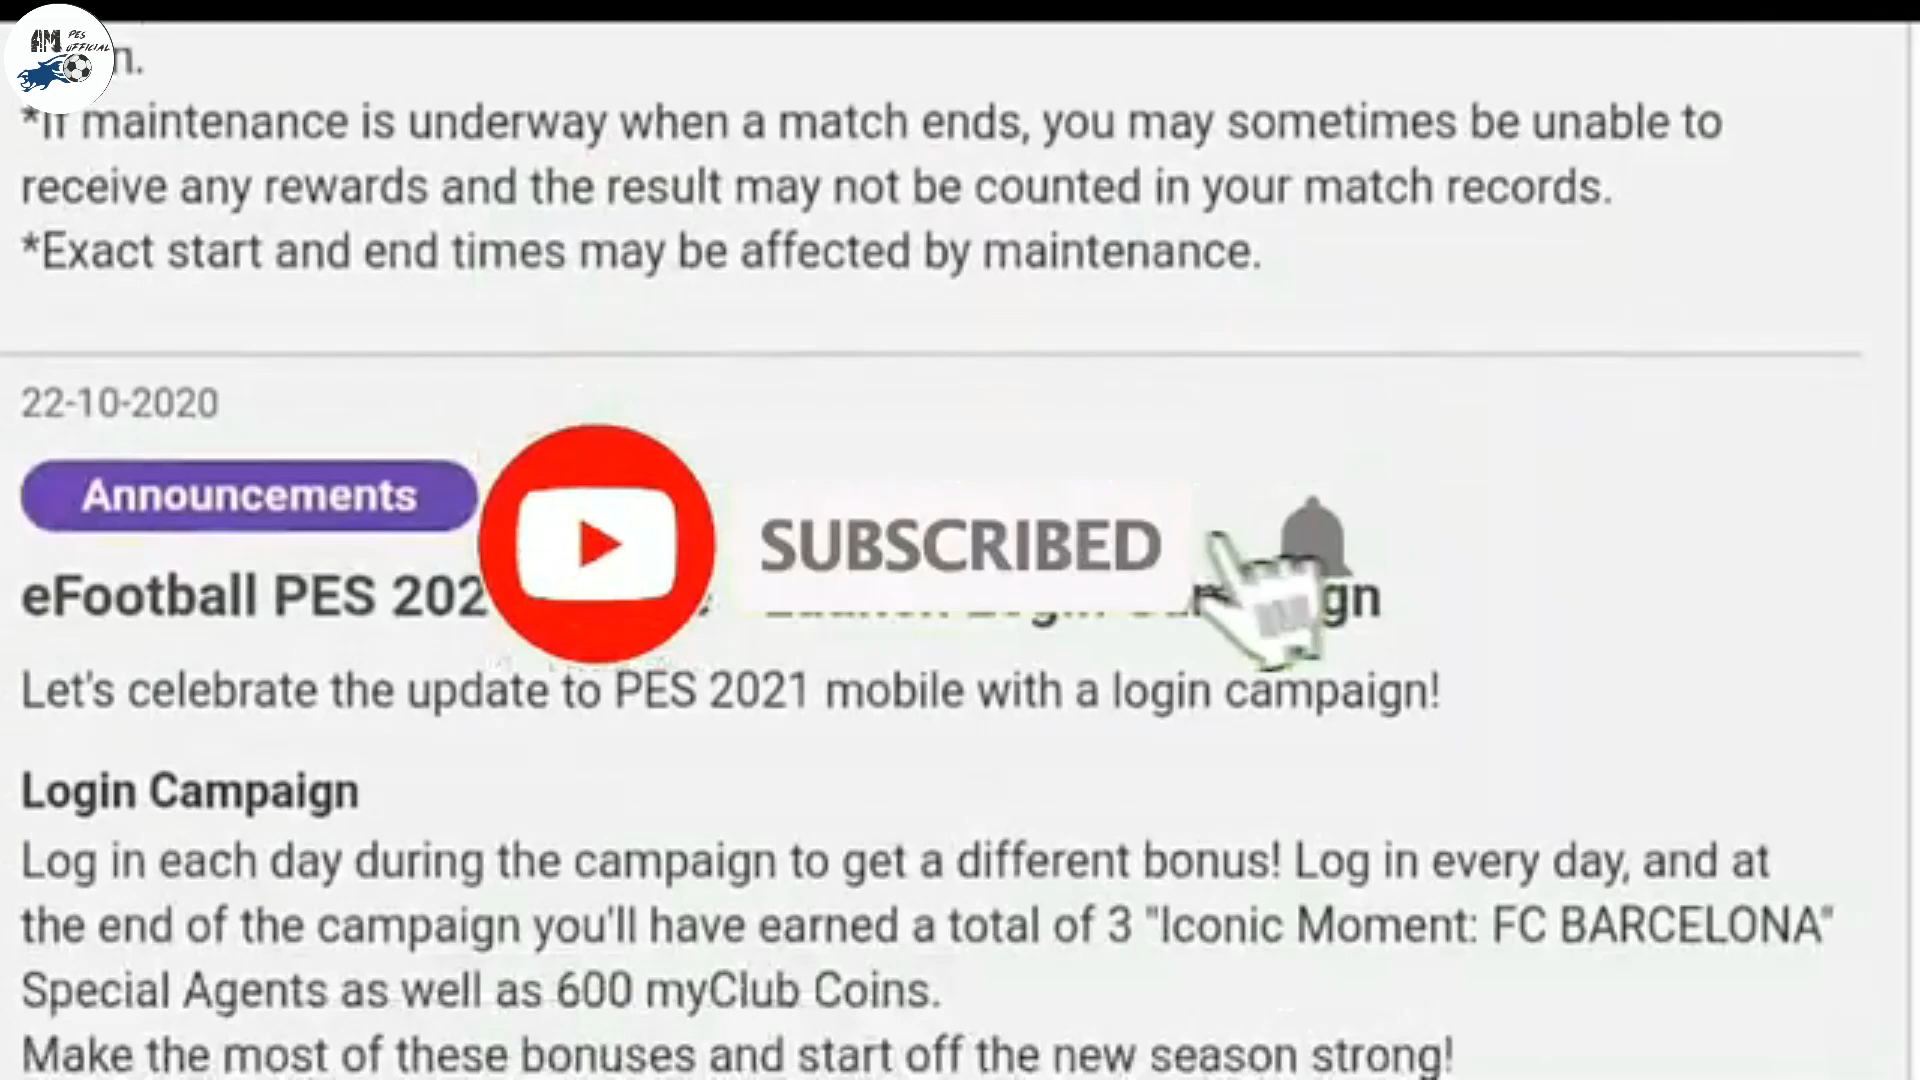 AM PES OFFICIAL
n.
*If maintenance is underway when a match ends, you may sometimes be unable to
receive any rewards and the result may not be counted in your match records.
*Exact start and end times may be affected by maintenance.
22-10-2020
Announcements
SUBSCRIBED
eFootball PES 202 gn
Let's celebrate the update to PES 2021 mobile with a login campaign!
Login Campaign
Log in each day during the campaign to get a different bonus! Log in every day, and at
the end of the campaign you'll have earned a total of 3 "Iconic Moment: FC BARCELONA"
Special Agents as well as 600 myClub Coins.
Make the most of these bonuses and start off the new season strong!